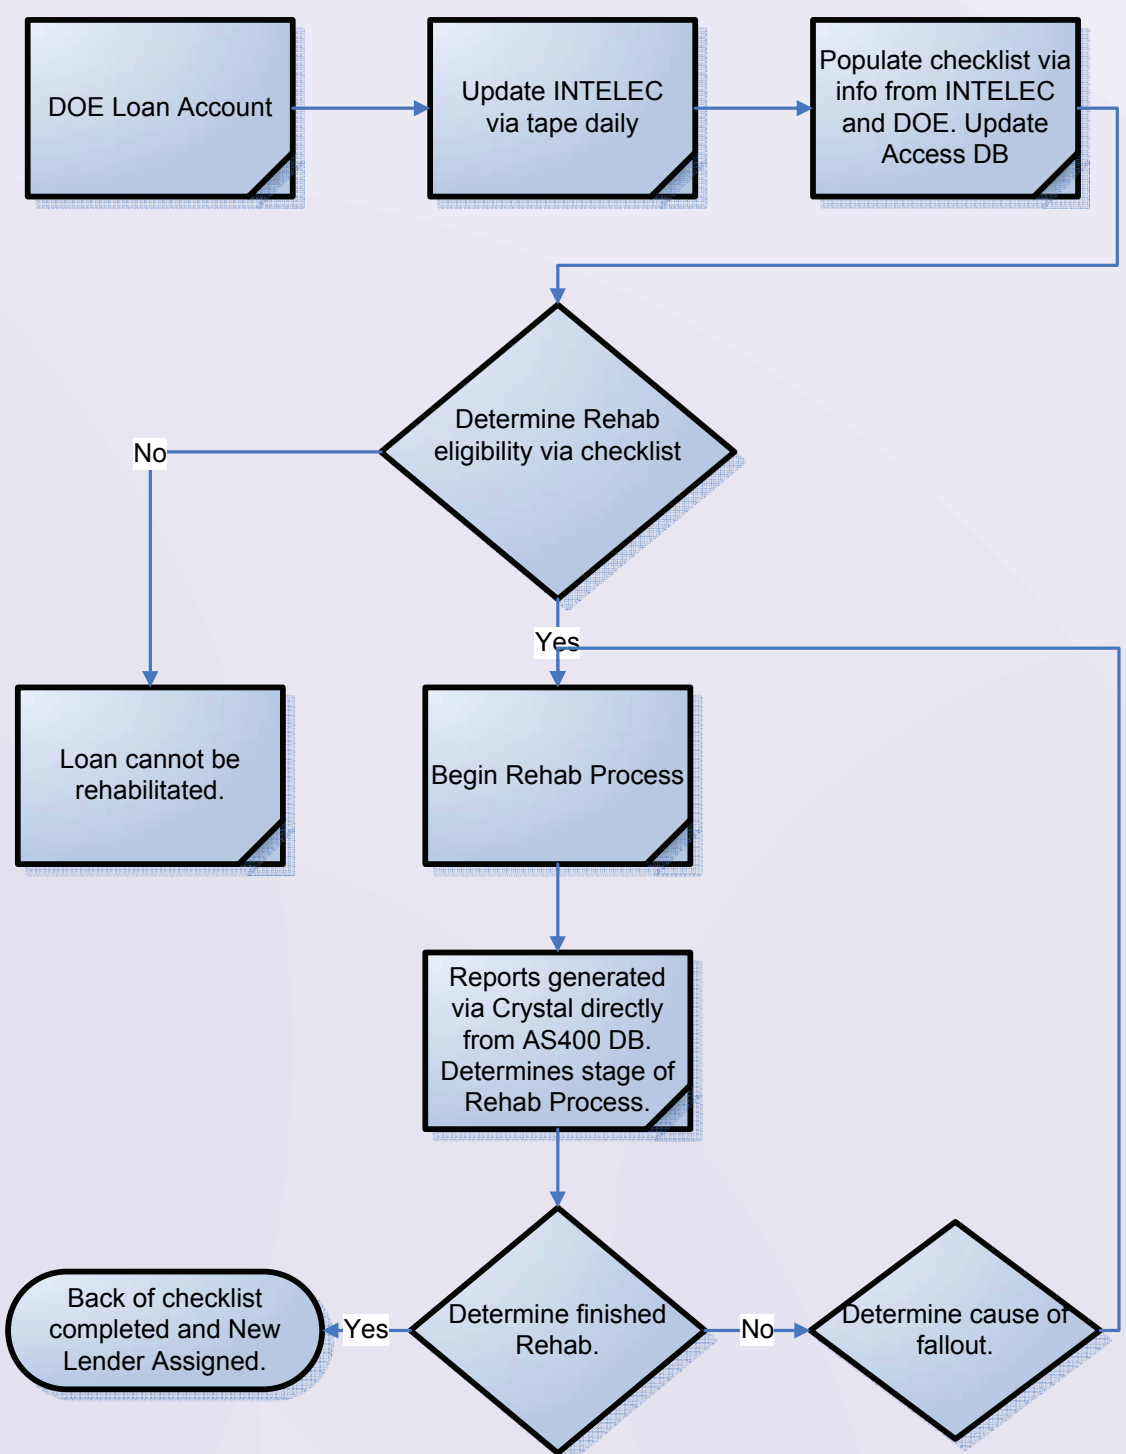 DOE Loan Account
Update INTELEC
via tape daily
Populate checklist via
info from INTELEC
and DOE. Update
Access DB
Determine Rehab
eligibility via checklist
No
Yes
Loan cannot be
rehabilitated.
Begin Rehab Process
Reports generated
via Crystal directly
from AS400 DB.
Determines stage of
Rehab Process.
Back of checklist
completed and New
Lender Assigned.
Yes
Determine finished
Rehab.
No
Determine cause of
fallout.